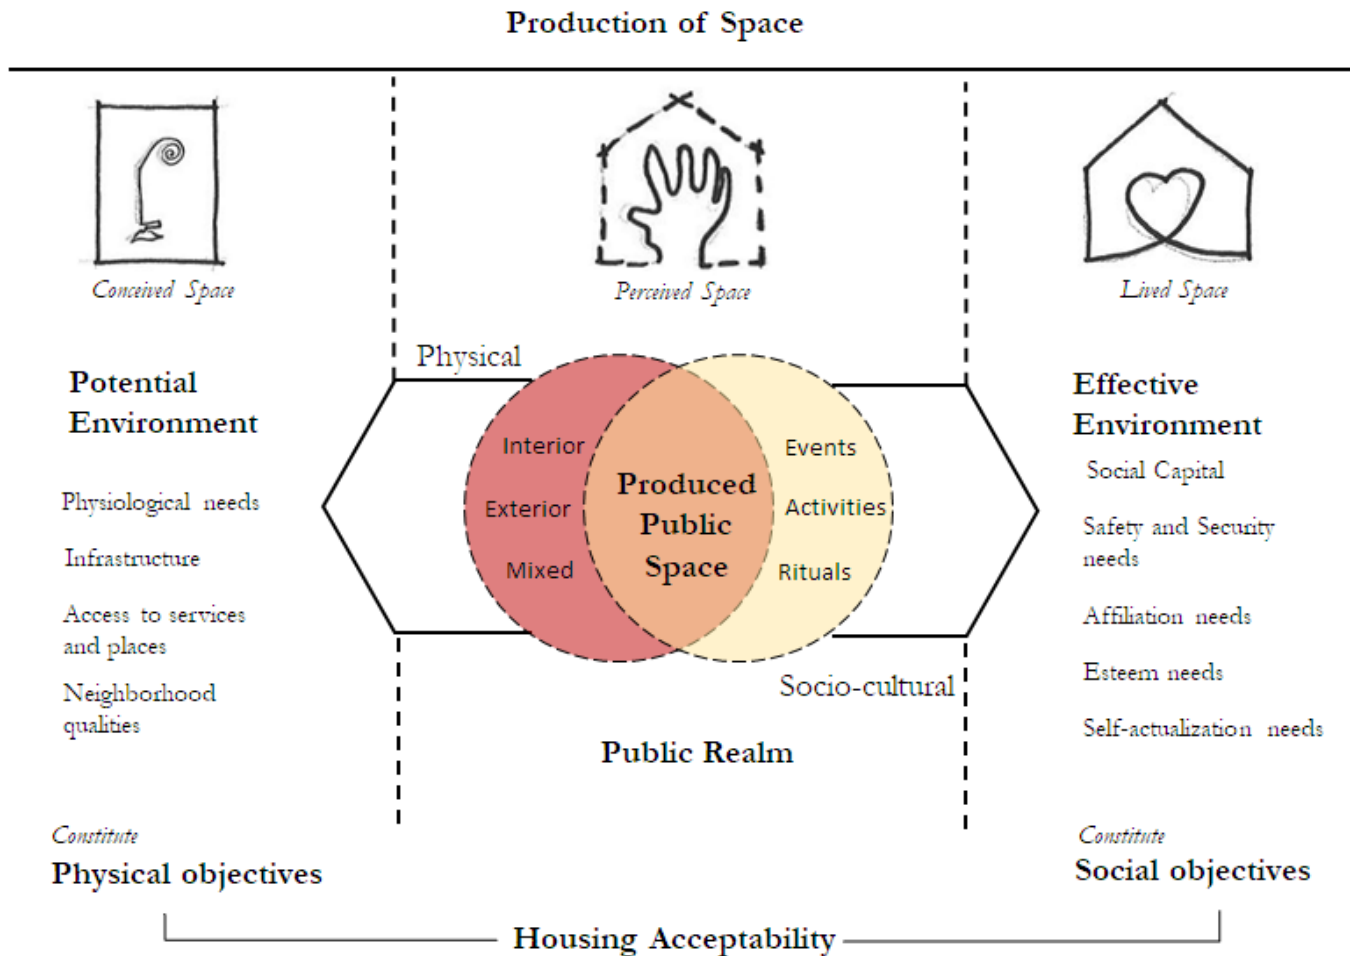 Production of Space
Conceived Space
Perceived Space
Lived Space
Physical
Potential
Environment
Physiological needs
Infrastructure
Access to services
and places
Neighborhood
qualities
Interior
Exterior
Mixed
Produced
Public
Space
Events
Activities
Rituals
Socio-cultural
Public Realm
Effective
Environment
Social Capital
Safety and Security
needs
Affiliation needs
Esteem needs
Self-actualization needs
Constitute
Physical objectives
Constitute
Social objectives
Housing Acceptability